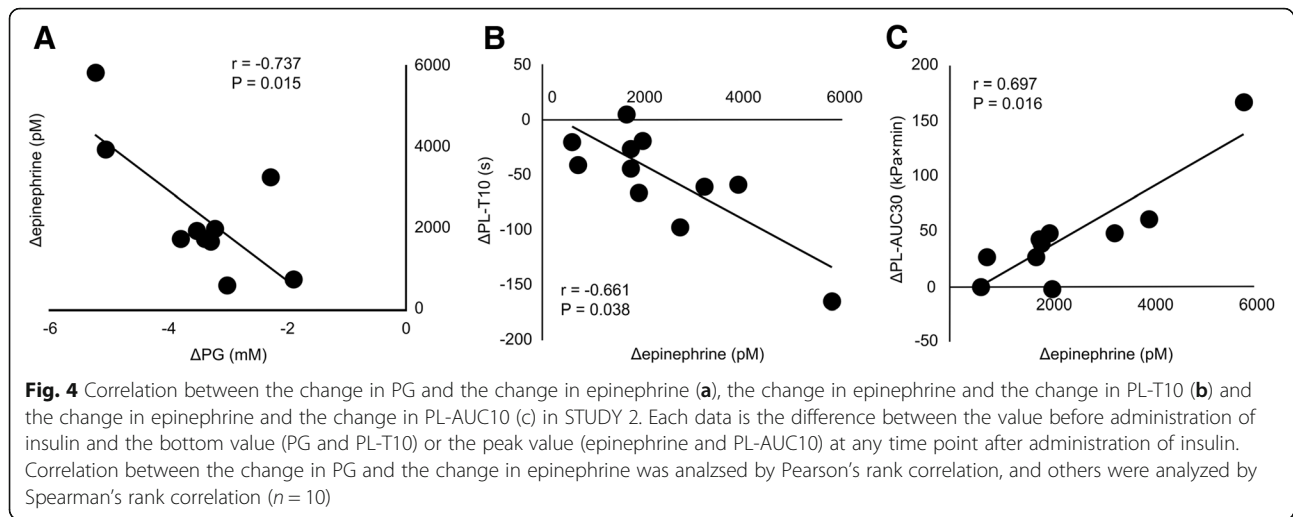 A
r = -0.737
P = 0.015
6000
4000
2000
0
Δepinephrine (pM)
-6
-4
-2
0
ΔPG (mM)
B
50
0
-50
-100
-150
-200
0
2000
4000
6000
ΔPL-T10 (s)
r = -0.661
P = 0.038
Δepinephrine (pM)
C
200
150
100
50
0
-50
r = 0.697
P = 0.016
ΔPL-AUC30 (kPa×min)
2000
4000
6000
Δepinephrine (pM)
Fig. 4 Correlation between the change in PG and the change in epinephrine (a), the change in epinephrine and the change in PL-T10 (b) and
the change in epinephrine and the change in PL-AUC10 (c) in STUDY 2. Each data is the difference between the value before administration of
insulin and the bottom value (PG and PL-T10) or the peak value (epinephrine and PL-AUC10) at any time point after administration of insulin.
Correlation between the change in PG and the change in epinephrine was analzsed by Pearson's rank correlation, and others were analyzed by
Spearman's rank correlation (n = 10)